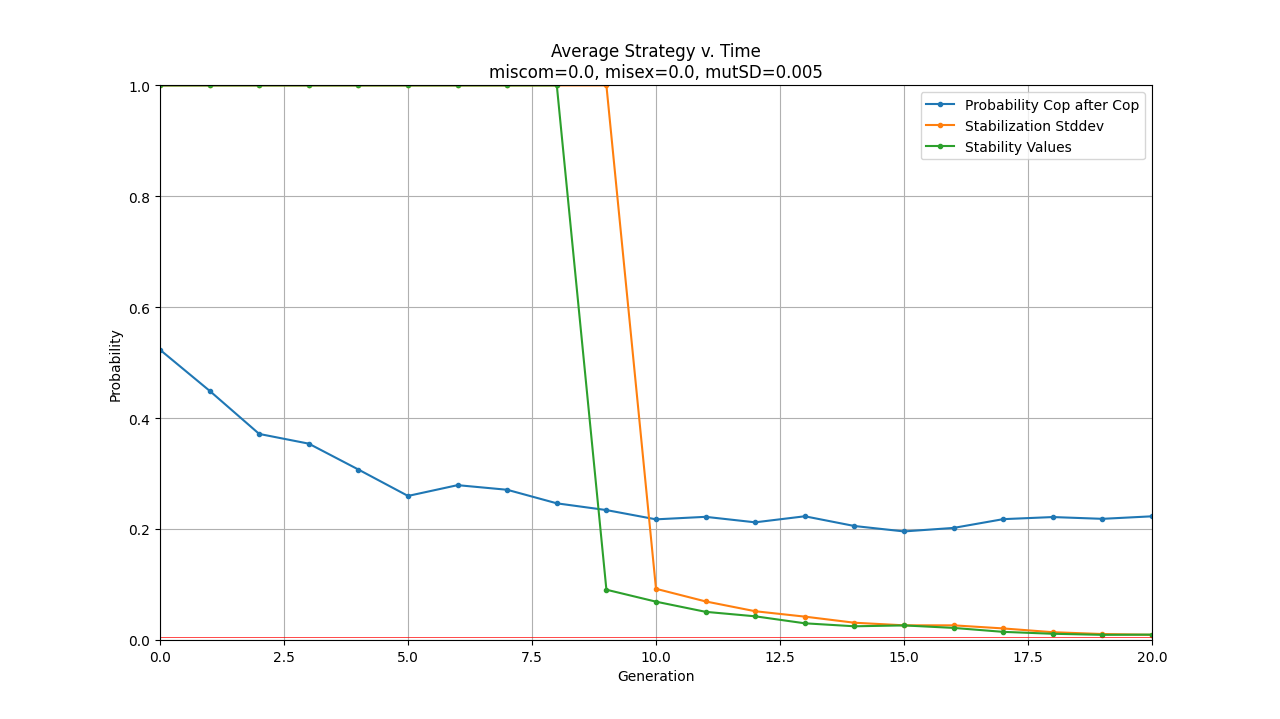 Average Strategy v. Time
miscom=0.0, misex=0.0, mutSD=0.005
Probability Cop after Cop
Stabilization Stddev
Stability Values
Probability
1.0
0.8
0.6
0.4
0.2
0.0
0.0 2.5 5.0 7.5 10.0 12.5 15.0 17.5 20.0
Generation